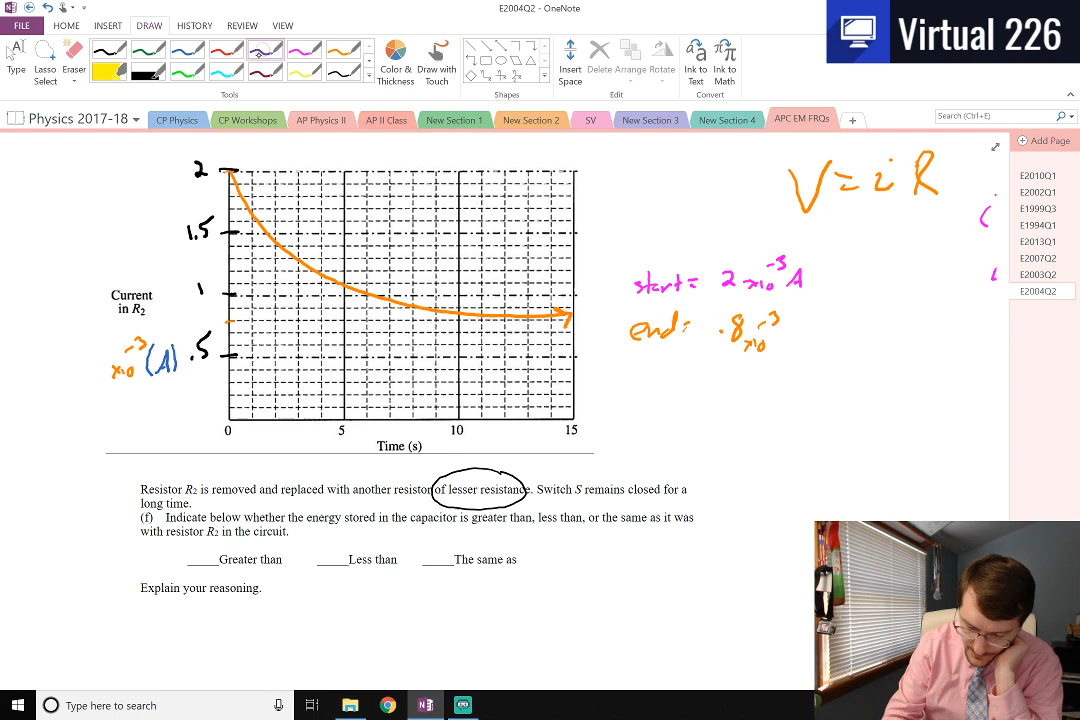 E2004Q2 - OneNote
FILE HOME INSERT DRAW HISTORY REVIEW VIEW
Virtual 226
Type
Lasso Select
Eraser
Color & Thickness
Draw with Touch
Insert Space
Delete
Arrange
Rotate
Ink to Text
Ink to Math
Tools
Shapes
Edit
Convert
Physics 2017-18
CP Physics
CP Workshops
AP Physics II
AP II Class
New Section 1
New Section 2
SV
New Section 3
New Section 4
APC EM FRQs
Search (Ctrl+E)
Add Page
E2010Q1
E2002Q1
E1999Q3
E1994Q1
E2013Q1
E2007Q2
E2003Q2
E2004Q2
V = i R
start = 2 x10⁻³ A
end = .8 x10⁻³
2
1.5
1
.5
Current
in R₂
x10⁻³ (A)
0 5 10 15
Time (s)
Resistor R₂ is removed and replaced with another resistor of lesser resistance. Switch S remains closed for a
long time.
(f) Indicate below whether the energy stored in the capacitor is greater than, less than, or the same as it was
with resistor R₂ in the circuit.
_____Greater than _____Less than _____The same as
Explain your reasoning.
Type here to search